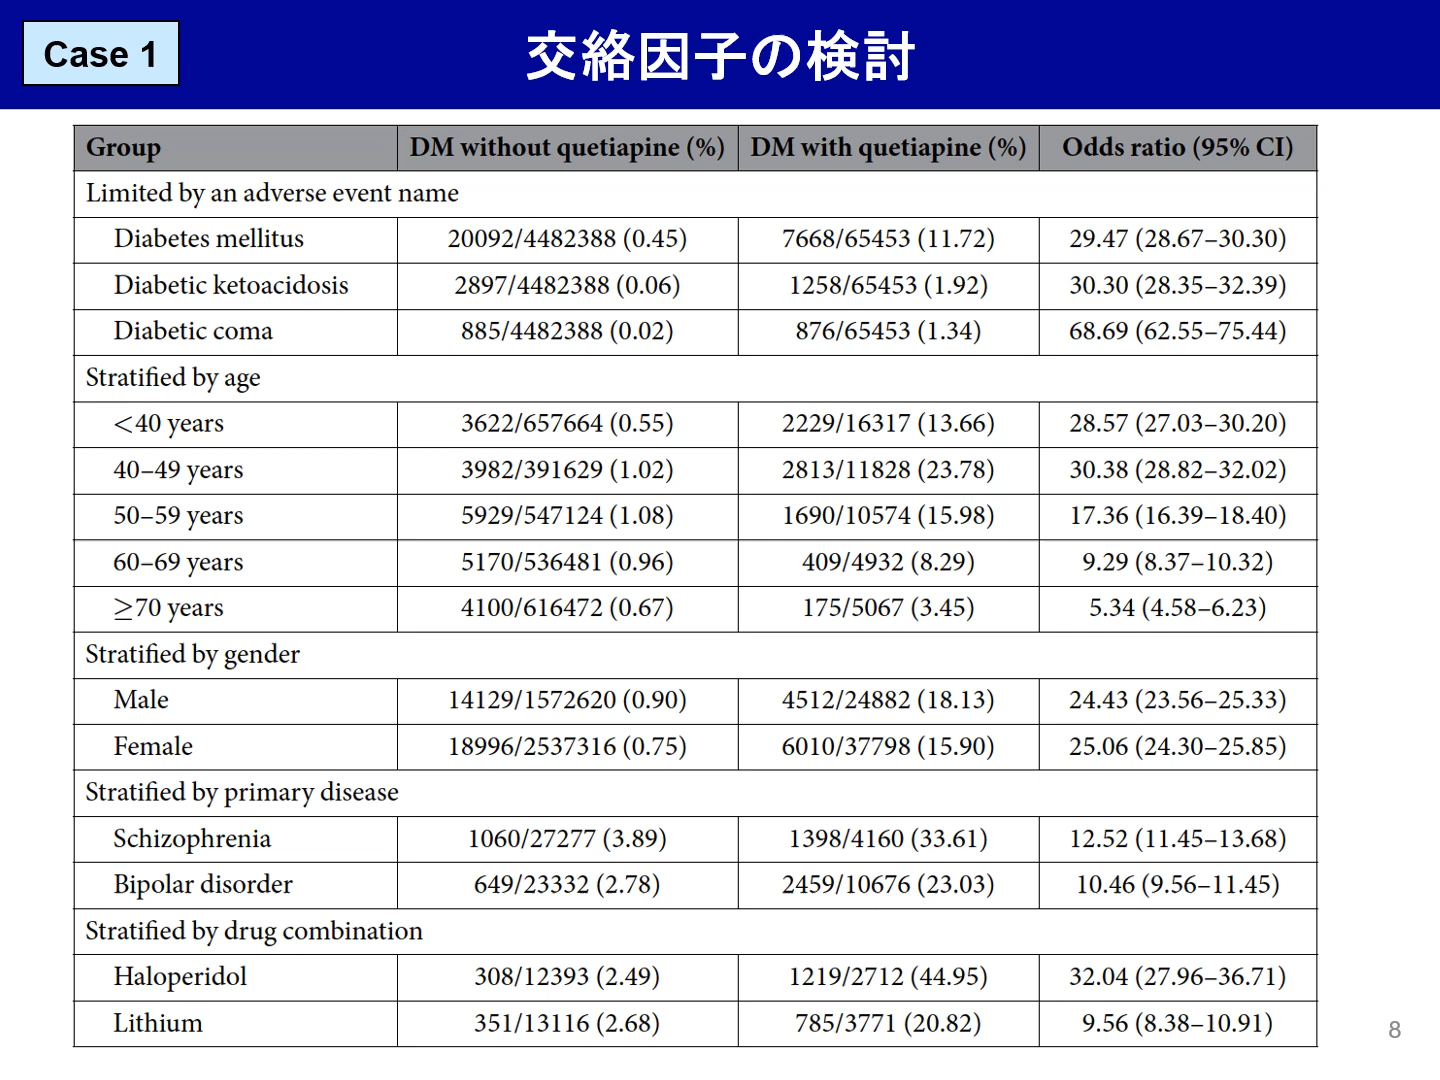 Case 1
交絡因子の検討
Group DM without quetiapine (%) DM with quetiapine (%) Odds ratio (95% CI)
Limited by an adverse event name
Diabetes mellitus 20092/4482388 (0.45) 7668/65453 (11.72) 29.47 (28.67–30.30)
Diabetic ketoacidosis 2897/4482388 (0.06) 1258/65453 (1.92) 30.30 (28.35–32.39)
Diabetic coma 885/4482388 (0.02) 876/65453 (1.34) 68.69 (62.55–75.44)
Stratified by age
<40 years 3622/657664 (0.55) 2229/16317 (13.66) 28.57 (27.03–30.20)
40–49 years 3982/391629 (1.02) 2813/11828 (23.78) 30.38 (28.82–32.02)
50–59 years 5929/547124 (1.08) 1690/10574 (15.98) 17.36 (16.39–18.40)
60–69 years 5170/536481 (0.96) 409/4932 (8.29) 9.29 (8.37–10.32)
≥70 years 4100/616472 (0.67) 175/5067 (3.45) 5.34 (4.58–6.23)
Stratified by gender
Male 14129/1572620 (0.90) 4512/24882 (18.13) 24.43 (23.56–25.33)
Female 18996/2537316 (0.75) 6010/37798 (15.90) 25.06 (24.30–25.85)
Stratified by primary disease
Schizophrenia 1060/27277 (3.89) 1398/4160 (33.61) 12.52 (11.45–13.68)
Bipolar disorder 649/23332 (2.78) 2459/10676 (23.03) 10.46 (9.56–11.45)
Stratified by drug combination
Haloperidol 308/12393 (2.49) 1219/2712 (44.95) 32.04 (27.96–36.71)
Lithium 351/13116 (2.68) 785/3771 (20.82) 9.56 (8.38–10.91)
8